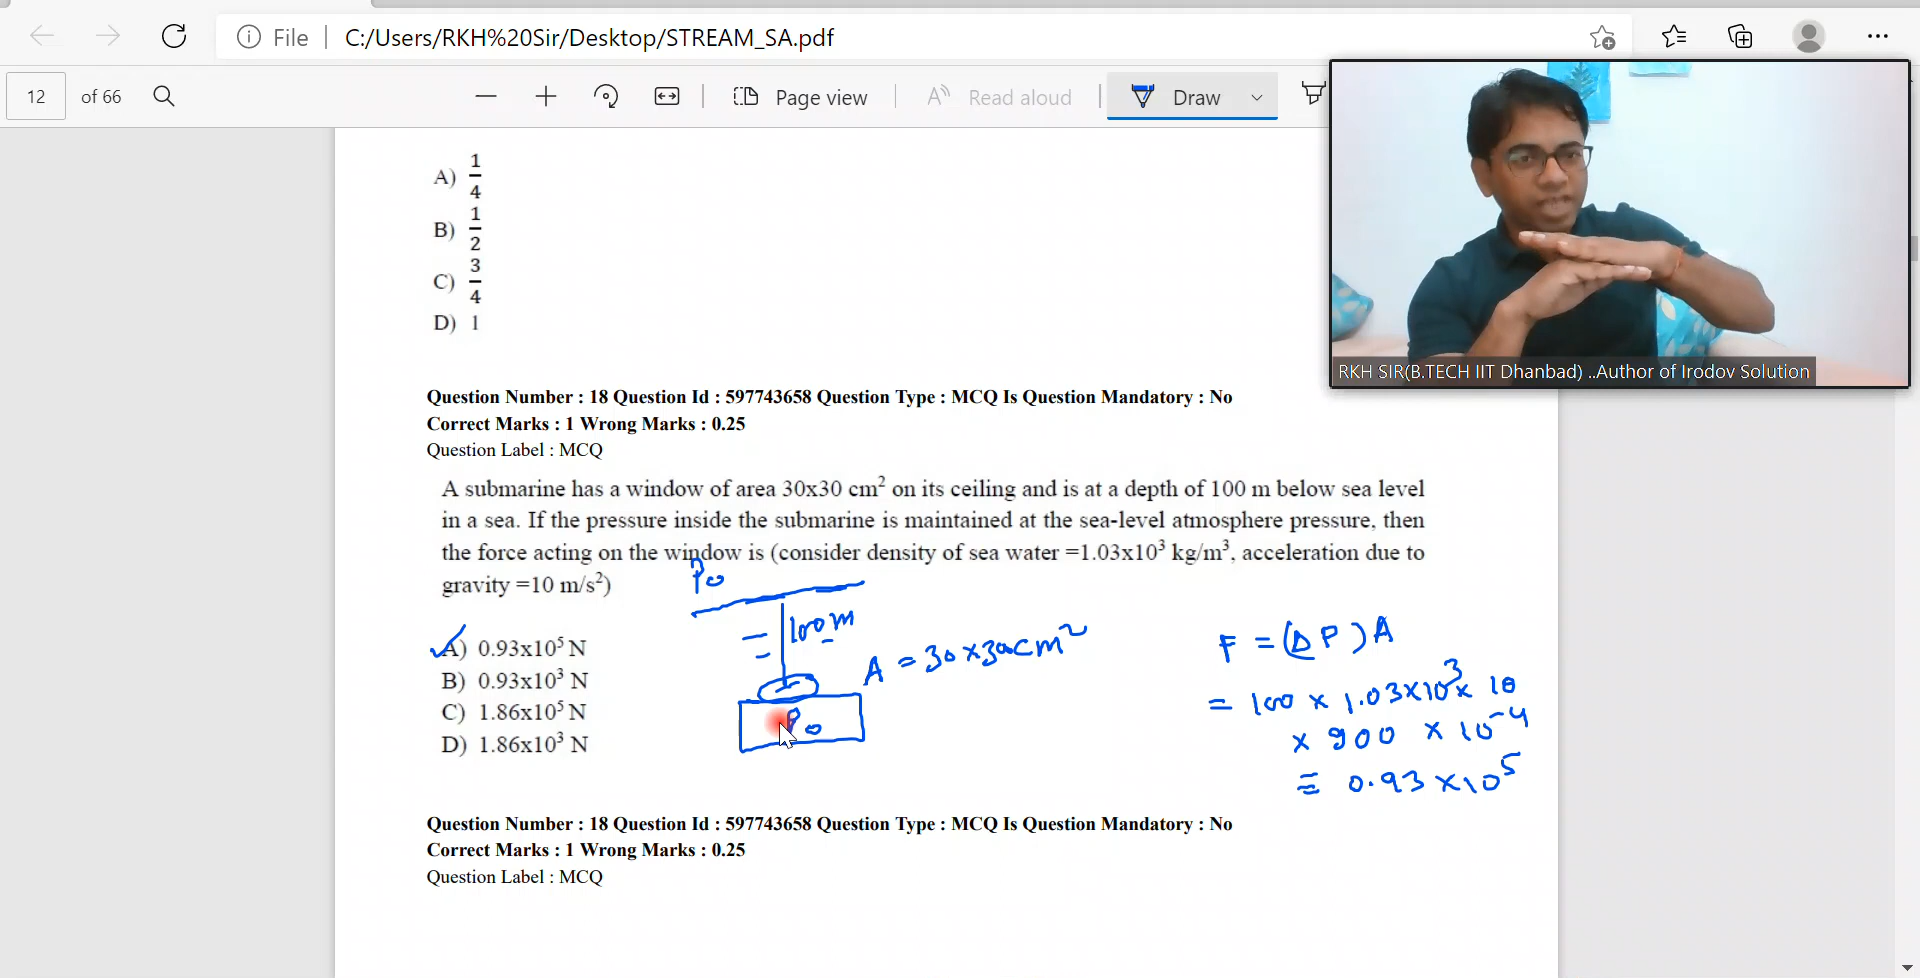 File | C:/Users/RKH%20Sir/Desktop/STREAM_SA.pdf
12 of 66 Page view Read aloud Draw
A) 1/4
B) 1/2
C) 3/4
D) 1
RKH SIR(B.TECH IIT Dhanbad) ..Author of Irodov Solution
Question Number : 18 Question Id : 597743658 Question Type : MCQ Is Question Mandatory : No
Correct Marks : 1 Wrong Marks : 0.25
Question Label : MCQ
A submarine has a window of area 30x30 cm² on its ceiling and is at a depth of 100 m below sea level
in a sea. If the pressure inside the submarine is maintained at the sea-level atmosphere pressure, then
the force acting on the window is (consider density of sea water =1.03x10³ kg/m³, acceleration due to
gravity =10 m/s²)
P₀
100m
A = 30×30cm²
P₀
A) 0.93x10⁵ N
B) 0.93x10³ N
C) 1.86x10⁵ N
D) 1.86x10³ N
F = (ΔP)A
= 100 × 1.03×10³× 10
× 900 × 10⁻⁴
= 0.93×10⁵
Question Number : 18 Question Id : 597743658 Question Type : MCQ Is Question Mandatory : No
Correct Marks : 1 Wrong Marks : 0.25
Question Label : MCQ